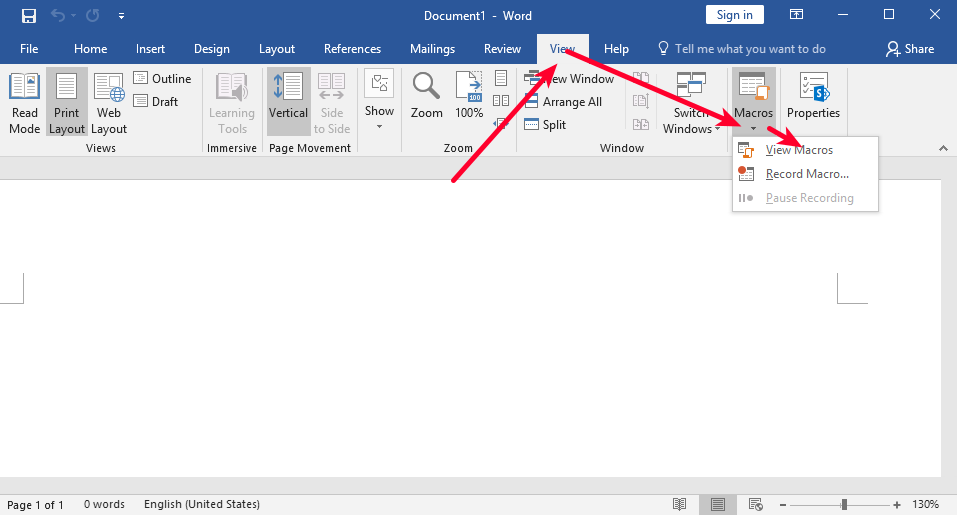 Document1 - Word
Sign in
File Home Insert Design Layout References Mailings Review View Help Tell me what you want to do Share
Read Mode
Print Layout
Web Layout
Outline
Draft
Views
Learning Tools
Immersive
Vertical
Side to Side
Page Movement
Show
Zoom
100
100%
Zoom
New Window
Arrange All
Split
Switch Windows
Window
Macros
Properties
View Macros
Record Macro...
Pause Recording
Page 1 of 1 0 words English (United States) 130%